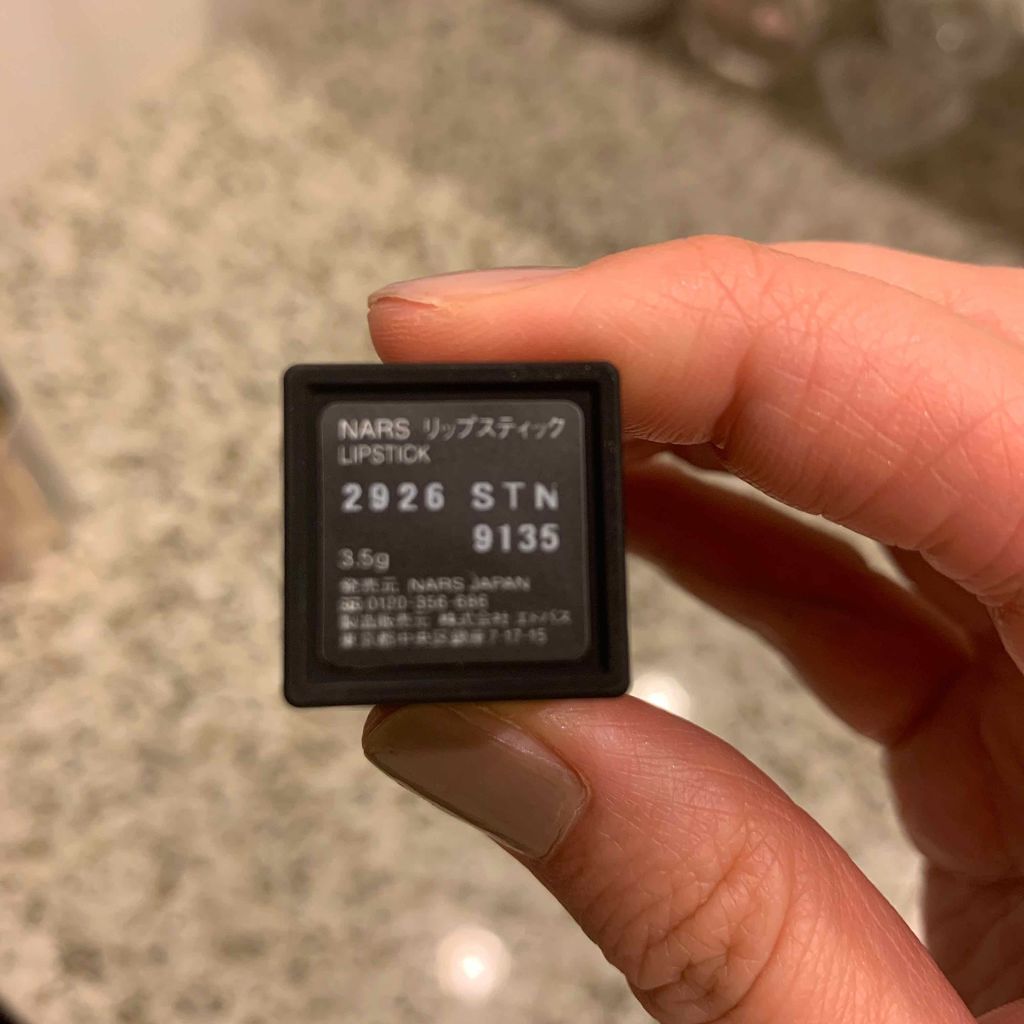 NARS リップスティック
LIPSTICK
2926 STN
9135
3.5g
発売元 NARS JAPAN
0120-356-686
製造販売元 株式会社 エトバス
東京都中央区銀座7-17-15